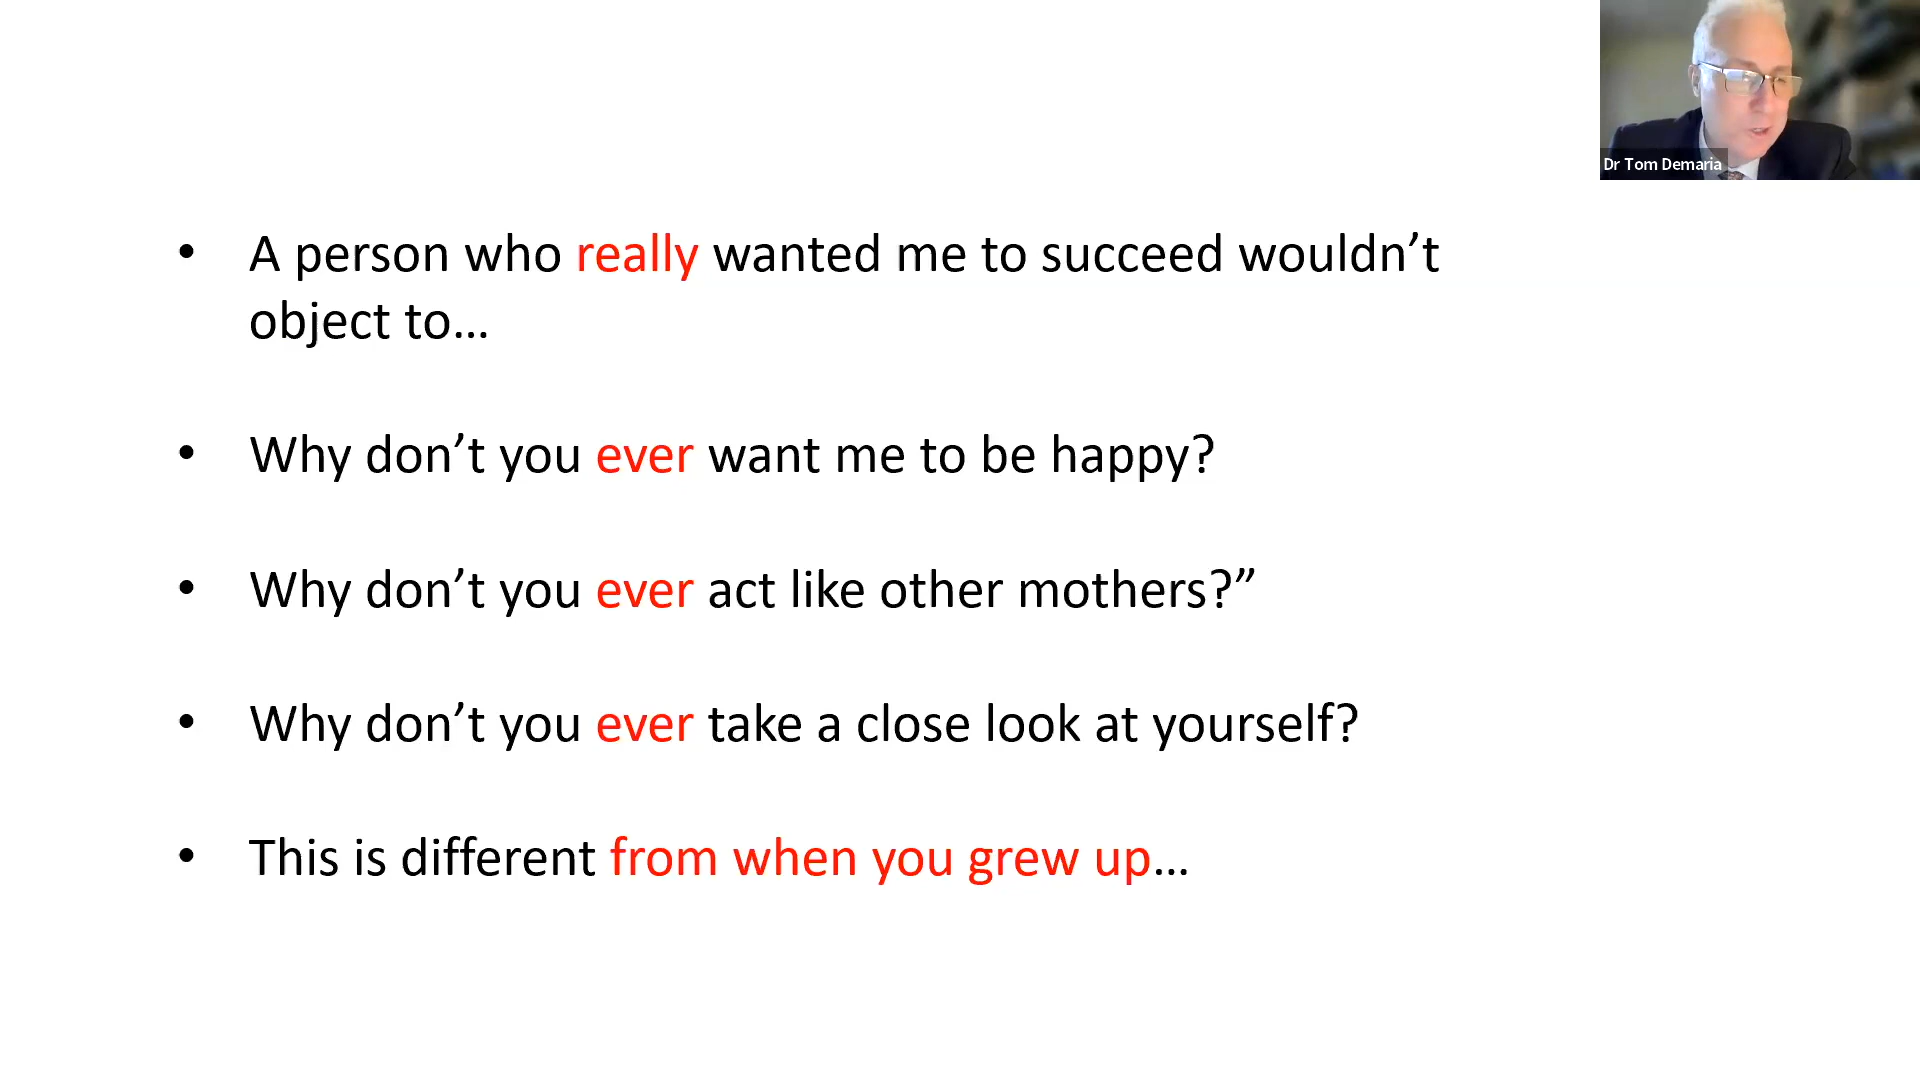 Dr Tom Demaria
• A person who really wanted me to succeed wouldn’t
object to…
• Why don’t you ever want me to be happy?
• Why don’t you ever act like other mothers?”
• Why don’t you ever take a close look at yourself?
• This is different from when you grew up…